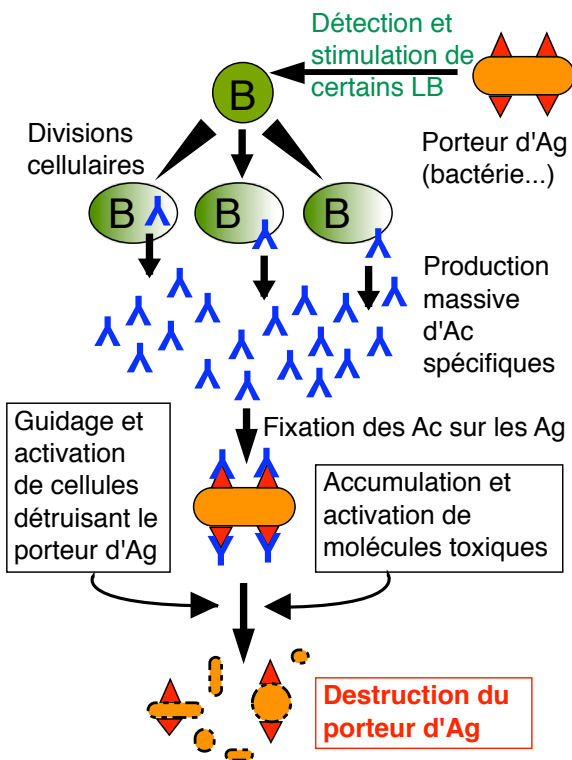 Détection et
stimulation de
certains LB
B
Porteur d'Ag
(bactérie...)
Divisions
cellulaires
B
B
B
Production
massive
d'Ac
spécifiques
Fixation des Ac sur les Ag
Guidage et
activation
de cellules
détruisant le
porteur d'Ag
Accumulation et
activation de
molécules toxiques
Destruction du
porteur d'Ag